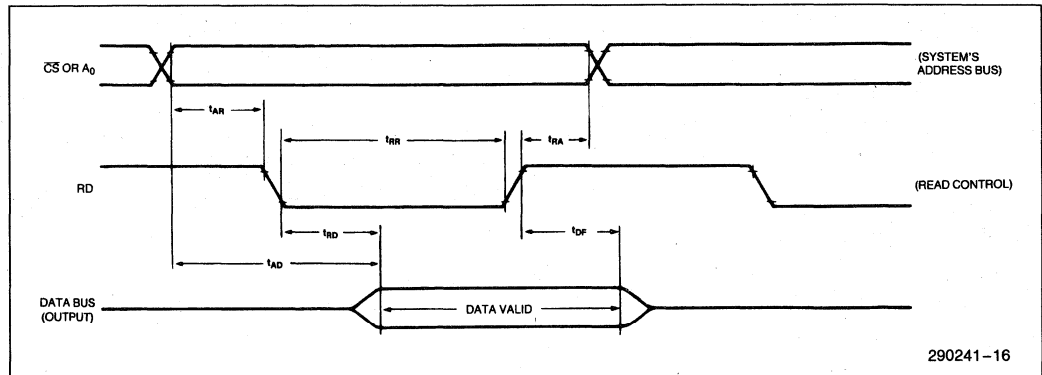 C̅S̅ OR A₀
(SYSTEM'S
ADDRESS BUS)
tAR
tRR
tRA
RD
(READ CONTROL)
tRD
tDF
tAD
DATA BUS
(OUTPUT)
DATA VALID
290241–16